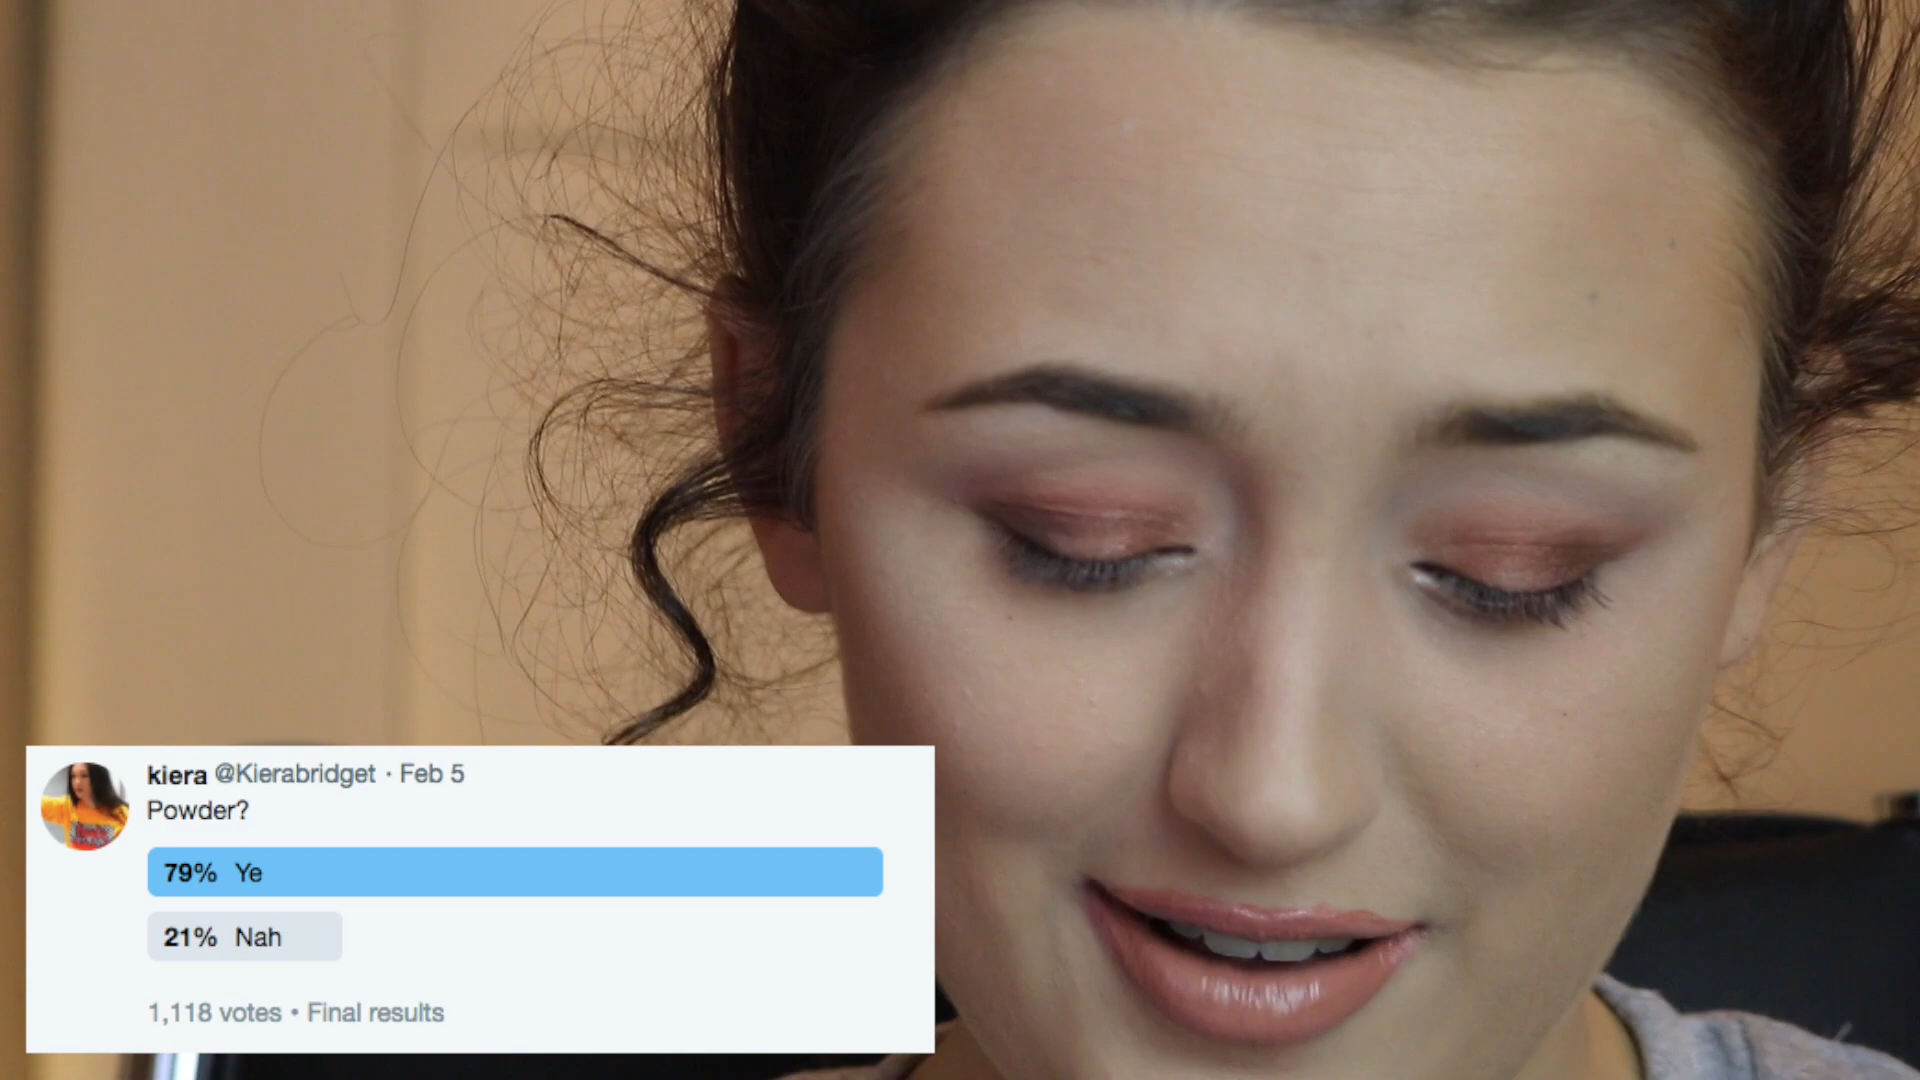 kiera @Kierabridget · Feb 5
Powder?
79% Ye
21% Nah
1,118 votes • Final results